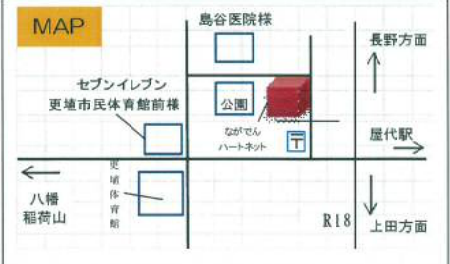 MAP
島谷医院様
長野方面
セブンイレブン
更埴市民体育館前様
公園
ながでん
ハートネット
〒
屋代駅
更埴体育館
八幡
稲荷山
R18
上田方面